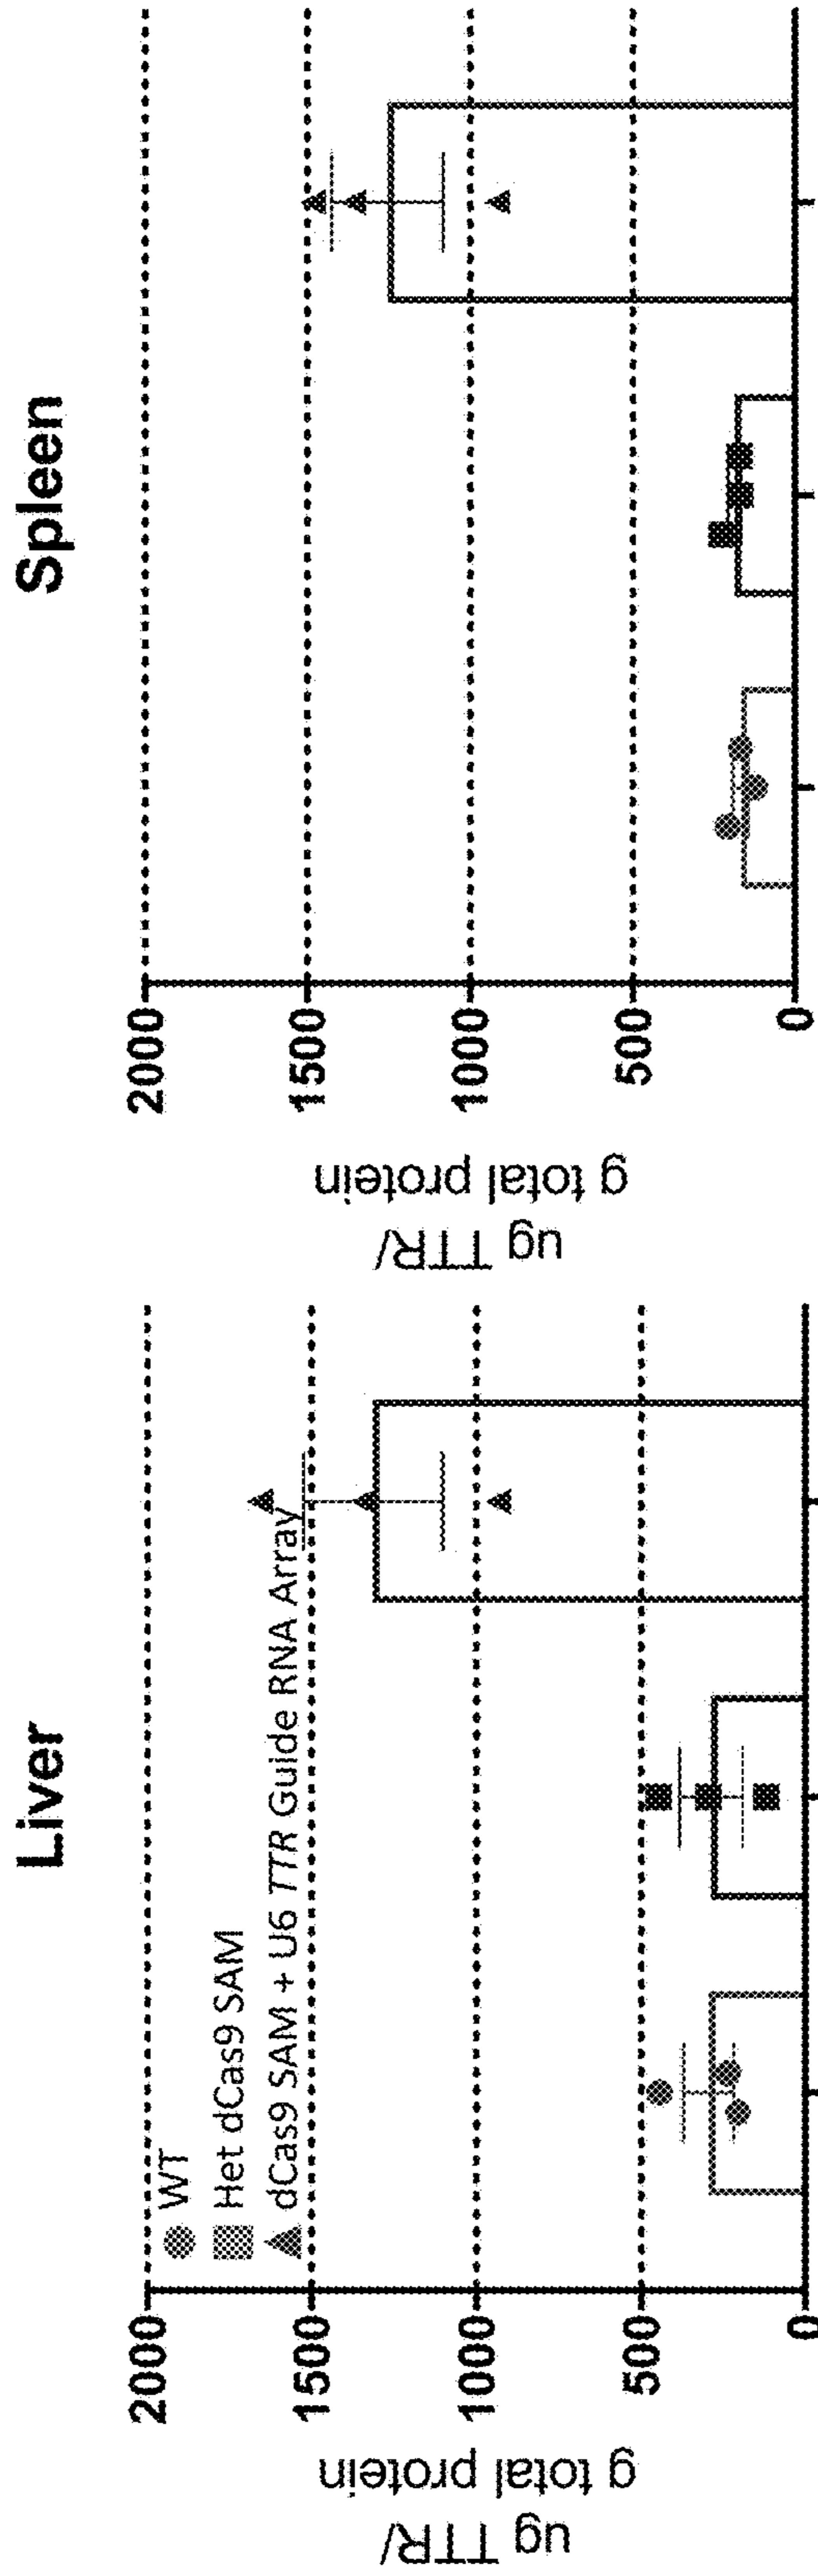 Liver
ug TTR/
g total protein
2000
1500
1000
500
0
WT
Het dCas9 SAM
dCas9 SAM + U6 TTR Guide RNA Array
Spleen
ug TTR/
g total protein
2000
1500
1000
500
0